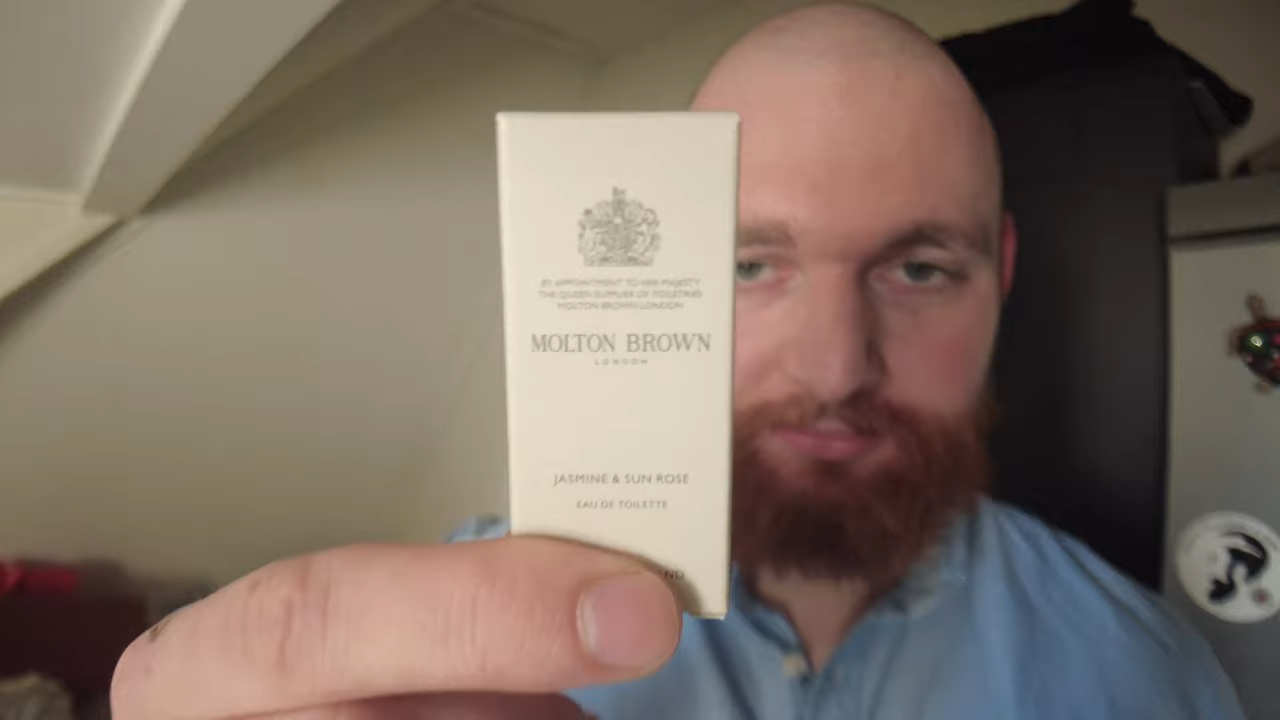 BY APPOINTMENT TO HER MAJESTY
THE QUEEN SUPPLIER OF TOILETRIES
MOLTON BROWN LONDON
MOLTON BROWN
LONDON
JASMINE & SUN ROSE
EAU DE TOILETTE